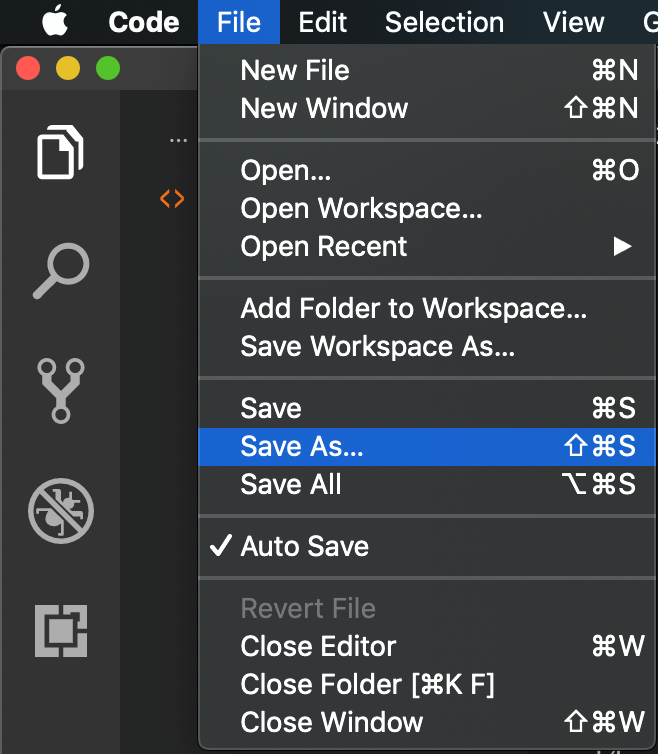 Code File Edit Selection View
New File ⌘N
New Window ⇧⌘N
...
Open... ⌘O
<>
Open Workspace...
Open Recent ▶
Add Folder to Workspace...
Save Workspace As...
Save ⌘S
Save As... ⇧⌘S
Save All ⌥⌘S
✓ Auto Save
Revert File
Close Editor ⌘W
Close Folder [⌘K F]
Close Window ⇧⌘W